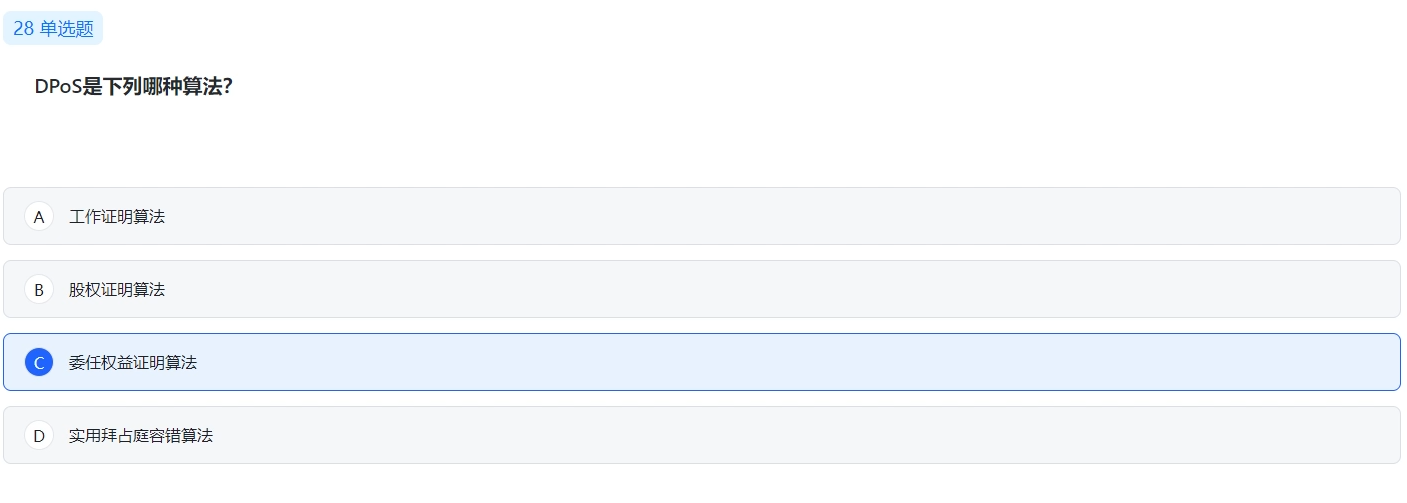 28 单选题
DPoS是下列哪种算法?
A 工作证明算法
B 股权证明算法
C 委任权益证明算法
D 实用拜占庭容错算法